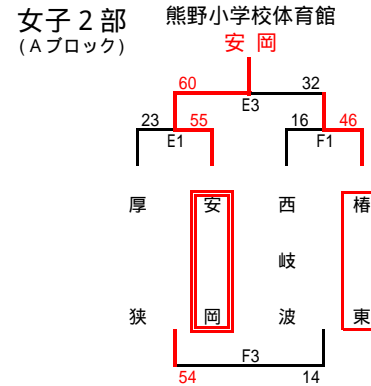 女子２部 熊野小学校体育館
(Ａブロック) 安岡
60 32
E3
23 55 16 46
E1 F1
厚狭 安岡 西岐波 椿東
F3
54 14